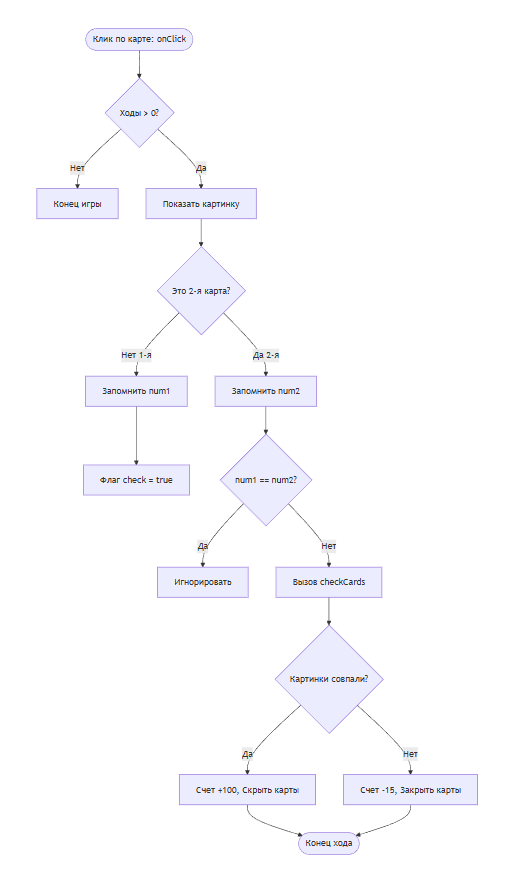 Клик по карте: onClick
Ходы > 0?
Нет
Да
Конец игры
Показать картинку
Это 2-я карта?
Нет 1-я
Да 2-я
Запомнить num1
Запомнить num2
Флаг check = true
num1 == num2?
Да
Нет
Игнорировать
Вызов checkCards
Картинки совпали?
Да
Нет
Счет +100, Скрыть карты
Счет -15, Закрыть карты
Конец хода